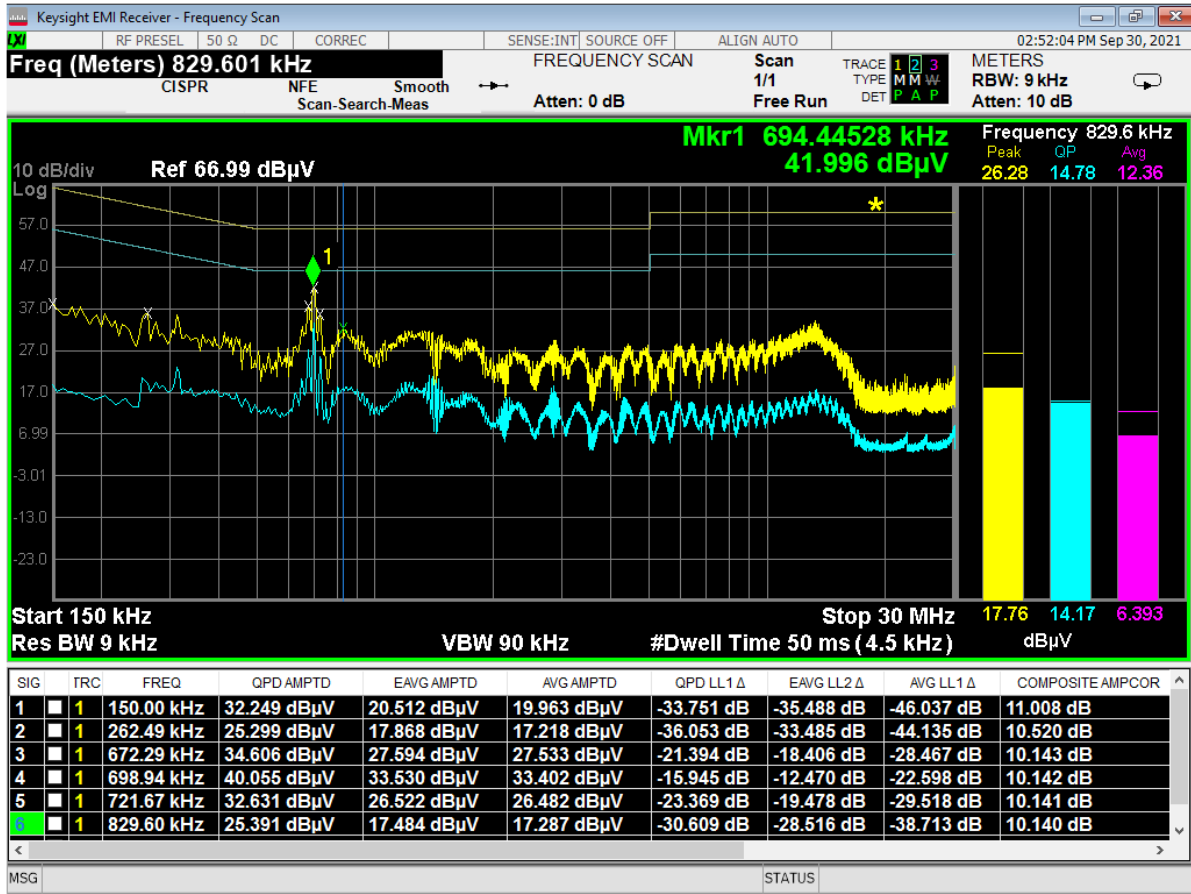 Keysight EMI Receiver - Frequency Scan
LXI RF PRESEL 50 Ω DC CORREC SENSE:INT SOURCE OFF ALIGN AUTO 02:52:04 PM Sep 30, 2021
Freq (Meters) 829.601 kHz FREQUENCY SCAN Scan TRACE 1 2 3 METERS
CISPR NFE Smooth 1/1 TYPE M M W RBW: 9 kHz
Scan-Search-Meas Atten: 0 dB Free Run DET P A P Atten: 10 dB
Mkr1 694.44528 kHz Frequency 829.6 kHz
41.996 dBµV Peak QP Avg
10 dB/div Ref 66.99 dBµV 26.28 14.78 12.36
Log
*
57.0
1
47.0
37.0
27.0
17.0
6.99
-3.01
-13.0
-23.0
Start 150 kHz Stop 30 MHz 17.76 14.17 6.393
Res BW 9 kHz VBW 90 kHz #Dwell Time 50 ms (4.5 kHz) dBµV
SIG TRC FREQ QPD AMPTD EAVG AMPTD AVG AMPTD QPD LL1 Δ EAVG LL2 Δ AVG LL1 Δ COMPOSITE AMPCOR
1 1 150.00 kHz 32.249 dBµV 20.512 dBµV 19.963 dBµV -33.751 dB -35.488 dB -46.037 dB 11.008 dB
2 1 262.49 kHz 25.299 dBµV 17.868 dBµV 17.218 dBµV -36.053 dB -33.485 dB -44.135 dB 10.520 dB
3 1 672.29 kHz 34.606 dBµV 27.594 dBµV 27.533 dBµV -21.394 dB -18.406 dB -28.467 dB 10.143 dB
4 1 698.94 kHz 40.055 dBµV 33.530 dBµV 33.402 dBµV -15.945 dB -12.470 dB -22.598 dB 10.142 dB
5 1 721.67 kHz 32.631 dBµV 26.522 dBµV 26.482 dBµV -23.369 dB -19.478 dB -29.518 dB 10.141 dB
6 1 829.60 kHz 25.391 dBµV 17.484 dBµV 17.287 dBµV -30.609 dB -28.516 dB -38.713 dB 10.140 dB
MSG STATUS